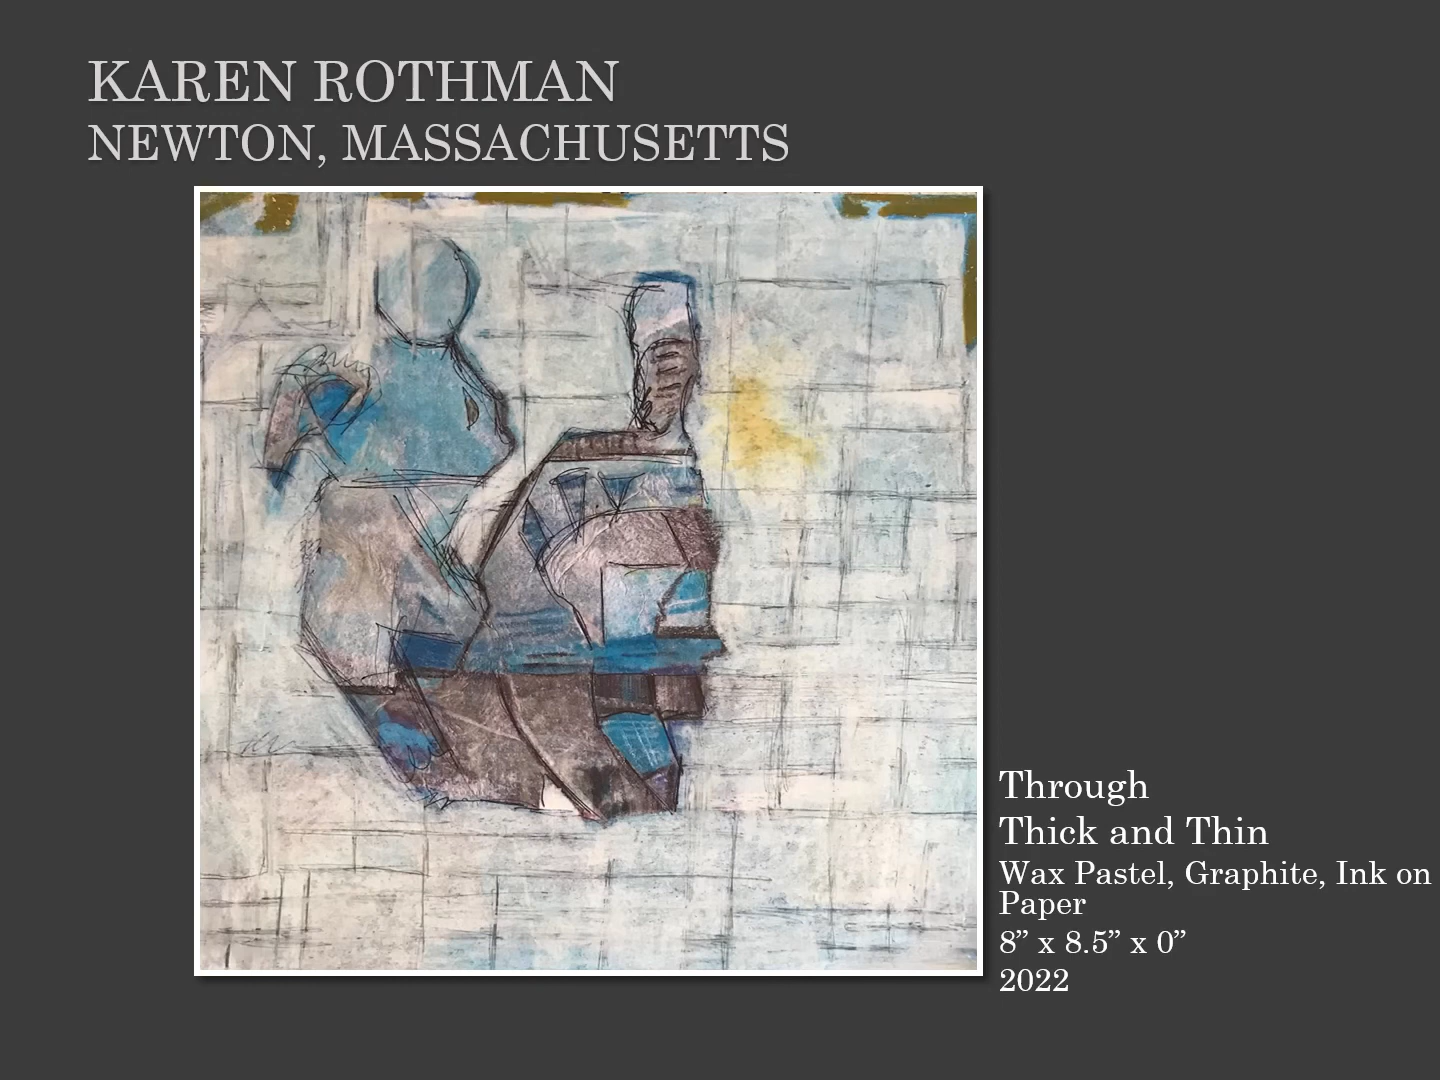 KAREN ROTHMAN
NEWTON, MASSACHUSETTS
Through
Thick and Thin
Wax Pastel, Graphite, Ink on
Paper
8” x 8.5” x 0”
2022